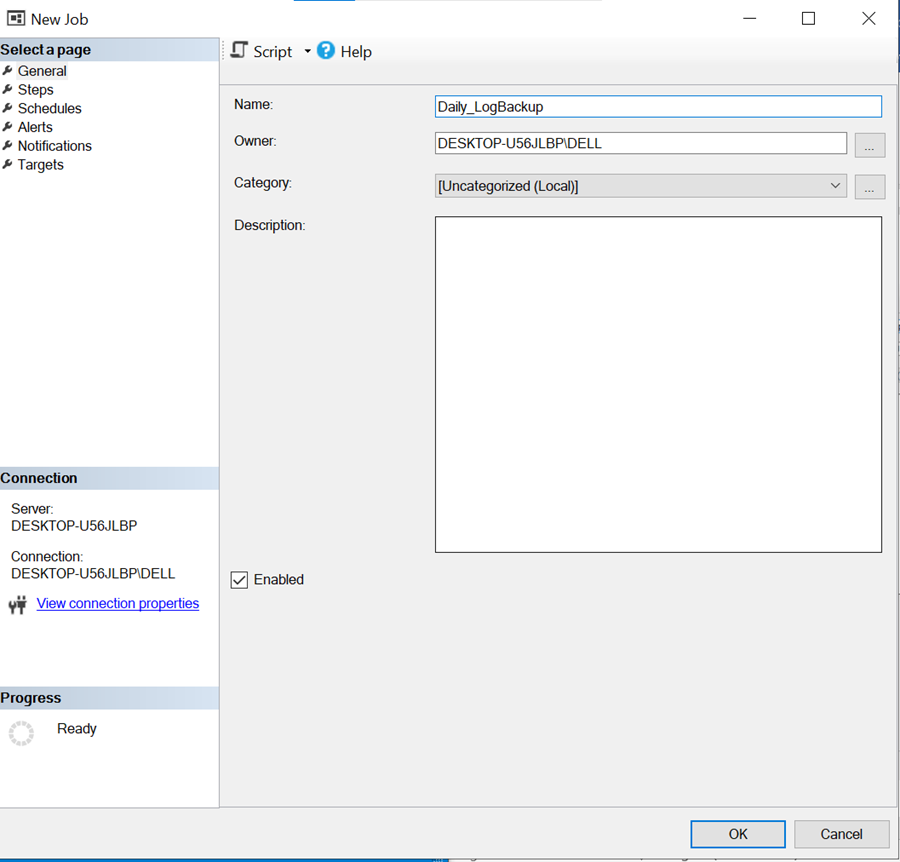 New Job
Select a page
General
Steps
Schedules
Alerts
Notifications
Targets
Script
Help
Name:
Daily_LogBackup
Owner:
DESKTOP-U56JLBP\DELL
...
Category:
[Uncategorized (Local)]
...
Description:
Enabled
Connection
Server:
DESKTOP-U56JLBP
Connection:
DESKTOP-U56JLBP\DELL
View connection properties
Progress
Ready
OK
Cancel